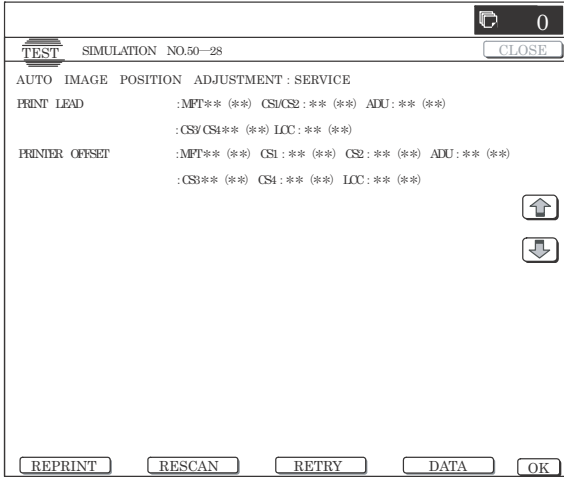 0
TEST SIMULATION NO.50—28 CLOSE
AUTO IMAGE POSITION ADJUSTMENT : SERVICE
PRINT LEAD :MFT** (**) CS1/CS2 : ** (**) ADU : ** (**)
:CS3/CS4** (**) LCC : ** (**)
PRINTER OFFSET :MFT** (**) CS1 : ** (**) CS2 : ** (**) ADU : ** (**)
:CS3** (**) CS4 : ** (**) LCC : ** (**)
REPRINT RESCAN RETRY DATA OK